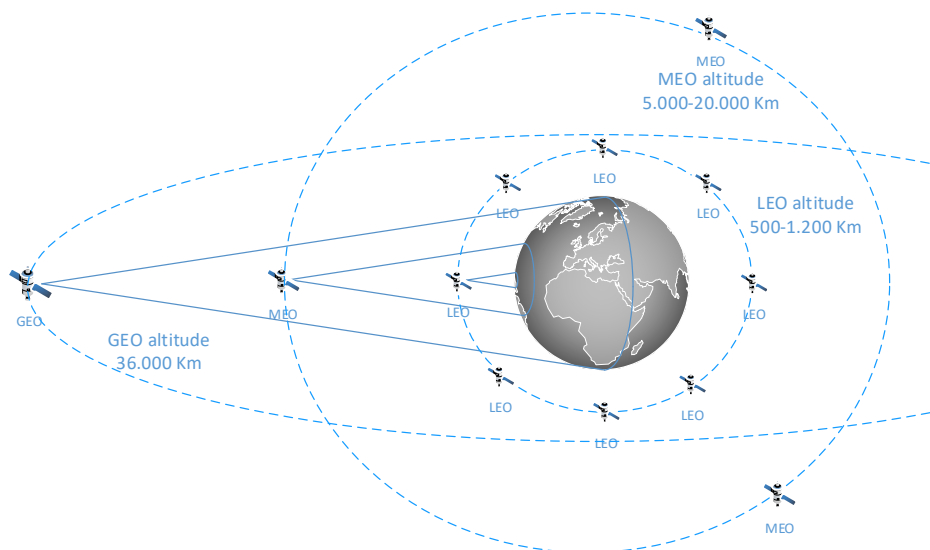 MEO
MEO altitude
5.000-20.000 Km
LEO
LEO
LEO
LEO altitude
500-1.200 Km
GEO
MEO
LEO
LEO
GEO altitude
36.000 Km
LEO
LEO
LEO
MEO